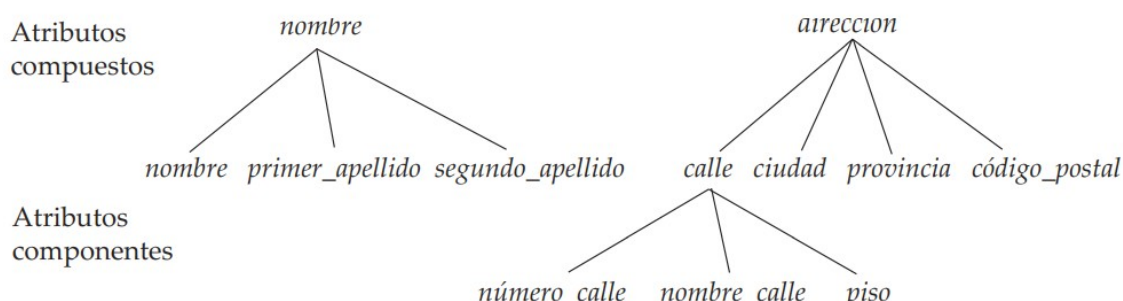 Atributos
compuestos
nombre
dirección
nombre primer_apellido segundo_apellido
calle ciudad provincia código_postal
Atributos
componentes
número_calle nombre_calle piso